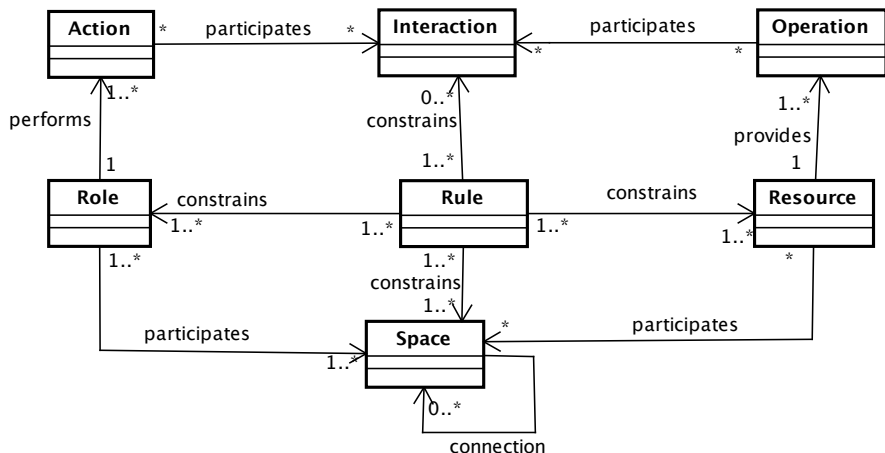 Action
*
participates
*
Interaction
*
participates
*
Operation
1..*
performs
1
0..*
constrains
1..*
1..*
provides
1
Role
constrains
1..*
1..*
Rule
constrains
1..*
1..*
Resource
1..*
1..*
constrains
1..*
*
participates
1..*
Space
*
participates
0..*
connection